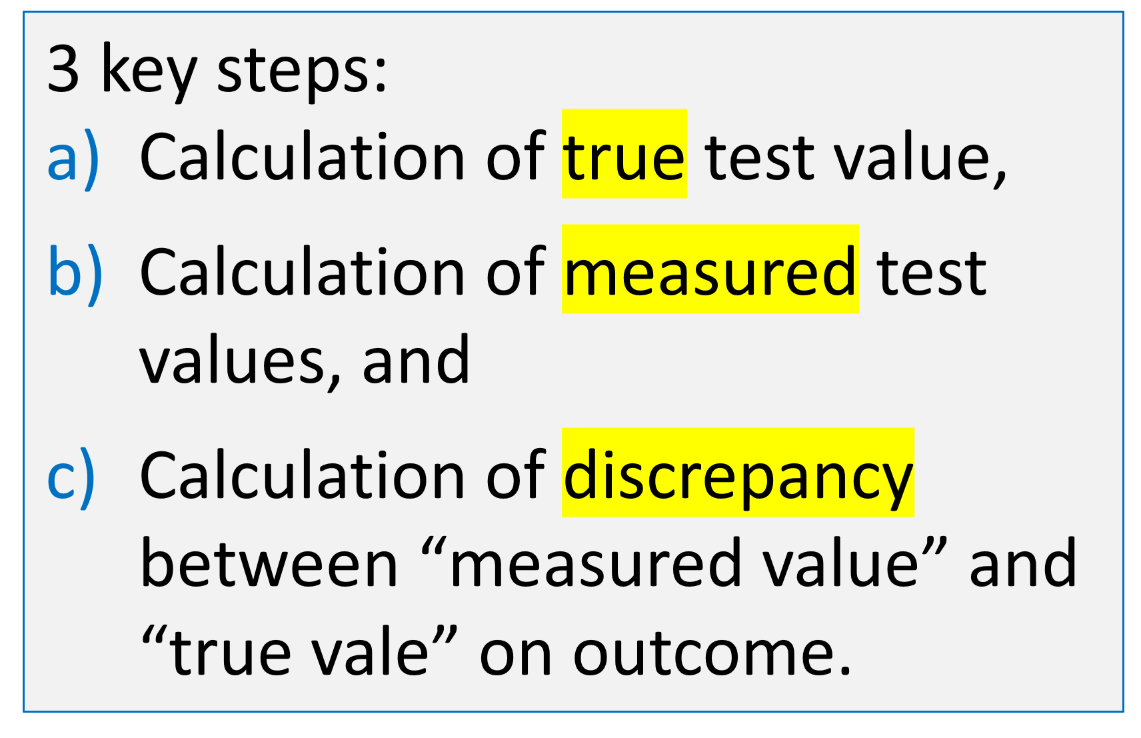 3 key steps:
a) Calculation of true test value,
b) Calculation of measured test
values, and
c) Calculation of discrepancy
between “measured value” and
“true vale” on outcome.